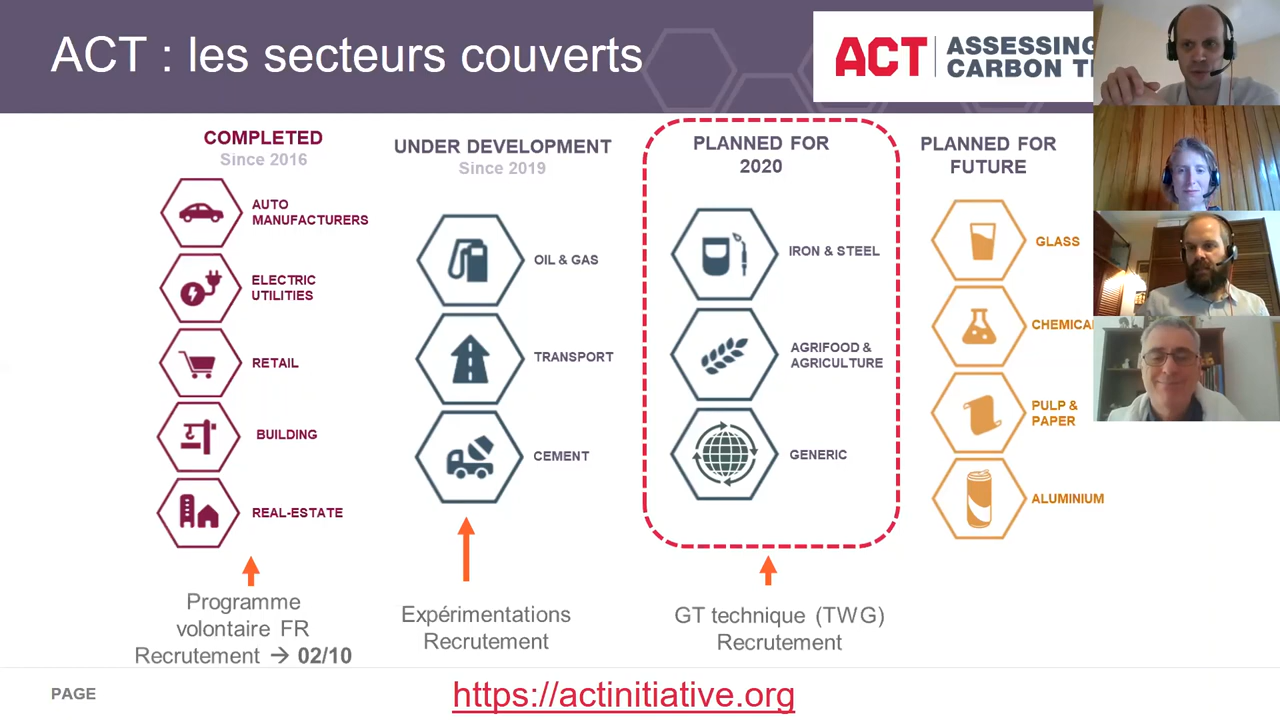 ACT : les secteurs couverts
ACT
ASSESSING
CARBON
COMPLETED
Since 2016
AUTO
MANUFACTURERS
ELECTRIC
UTILITIES
RETAIL
BUILDING
REAL-ESTATE
Programme
volontaire FR
Recrutement → 02/10
UNDER DEVELOPMENT
Since 2019
OIL & GAS
TRANSPORT
CEMENT
Expérimentations
Recrutement
PLANNED FOR
2020
IRON & STEEL
AGRIFOOD &
AGRICULTURE
GENERIC
GT technique (TWG)
Recrutement
PLANNED FOR
FUTURE
GLASS
PULP &
PAPER
ALUMINIUM
PAGE
https://actinitiative.org